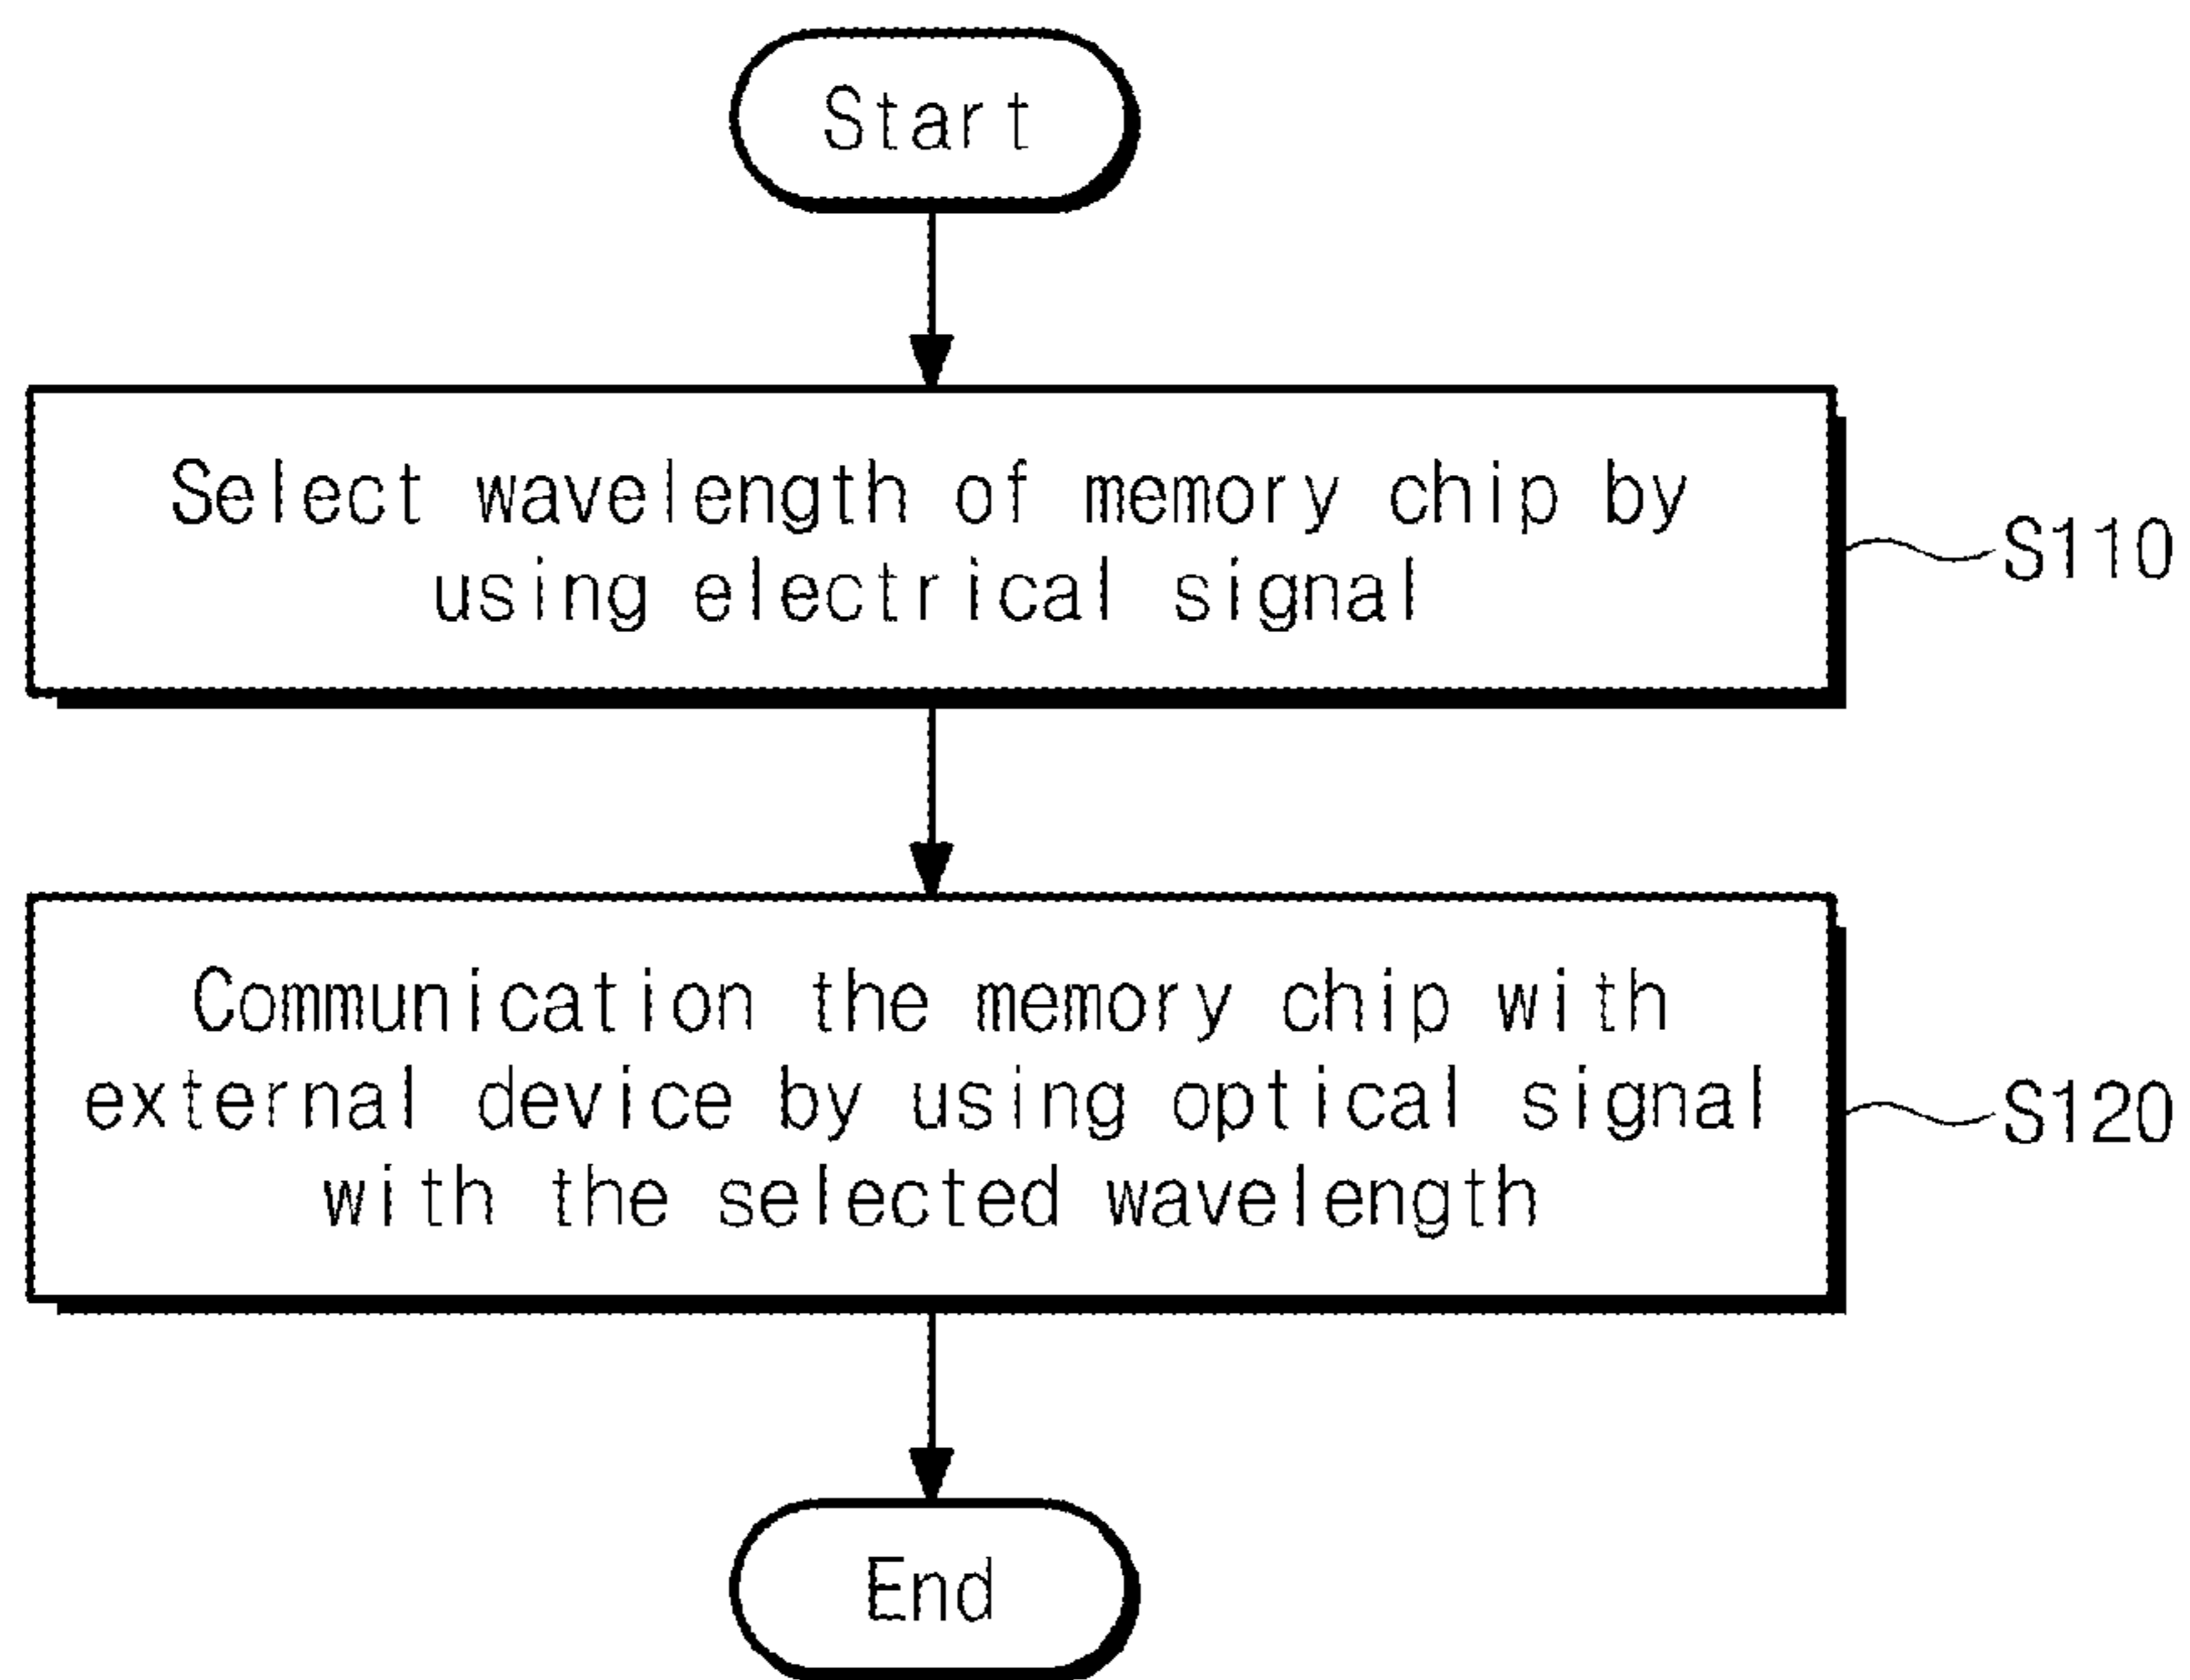 Start
Select wavelength of memory chip by
using electrical signal
S110
Communication the memory chip with
external device by using optical signal
with the selected wavelength
S120
End